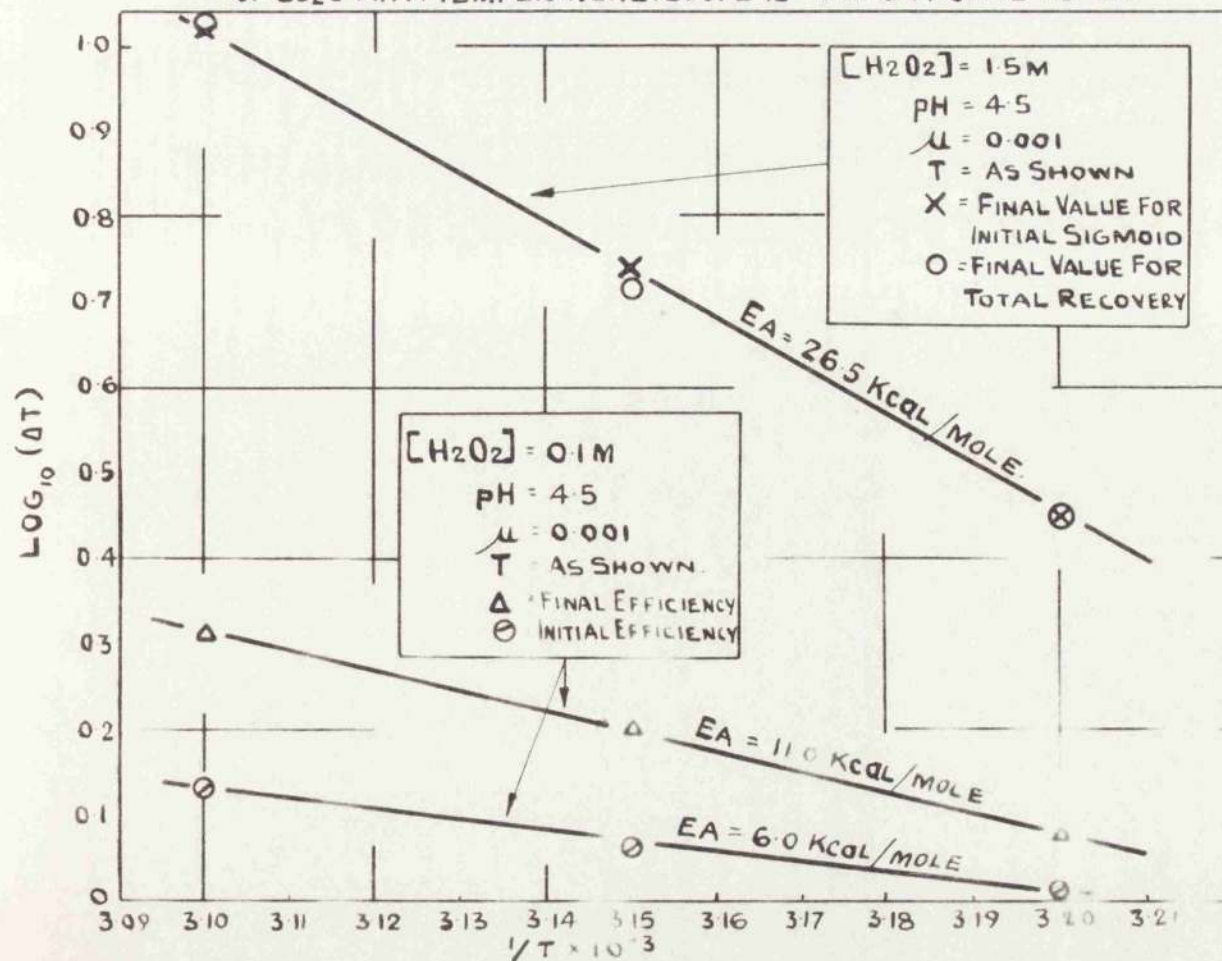 1.0
0.9
0.8
0.7
0.6
0.5
0.4
0.3
0.2
0.1
0
LOG10 (ΔT)
[H2O2] = 1.5M
pH = 4.5
μ = 0.001
T = AS SHOWN
X = FINAL VALUE FOR
INITIAL SIGMOID
O = FINAL VALUE FOR
TOTAL RECOVERY
EA = 26.5 Kcal/MOLE.
[H2O2] = 0.1M
pH = 4.5
μ = 0.001
T = AS SHOWN.
Δ = FINAL EFFICIENCY
⊘ = INITIAL EFFICIENCY
EA = 11.0 Kcal/MOLE
EA = 6.0 Kcal/MOLE
3.09 3.10 3.11 3.12 3.13 3.14 3.15 3.16 3.17 3.18 3.19 3.20 3.21
1/T × 10^-3